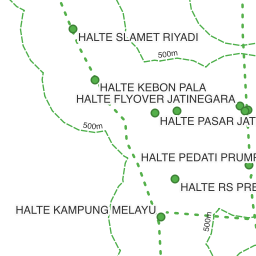 HALTE SLAMET RIYADI
500m
HALTE KEBON PALA
HALTE FLYOVER JATINEGARA
HALTE PASAR JAT
500m
HALTE PEDATI PRUMP
HALTE RS PRE
HALTE KAMPUNG MELAYU
500m